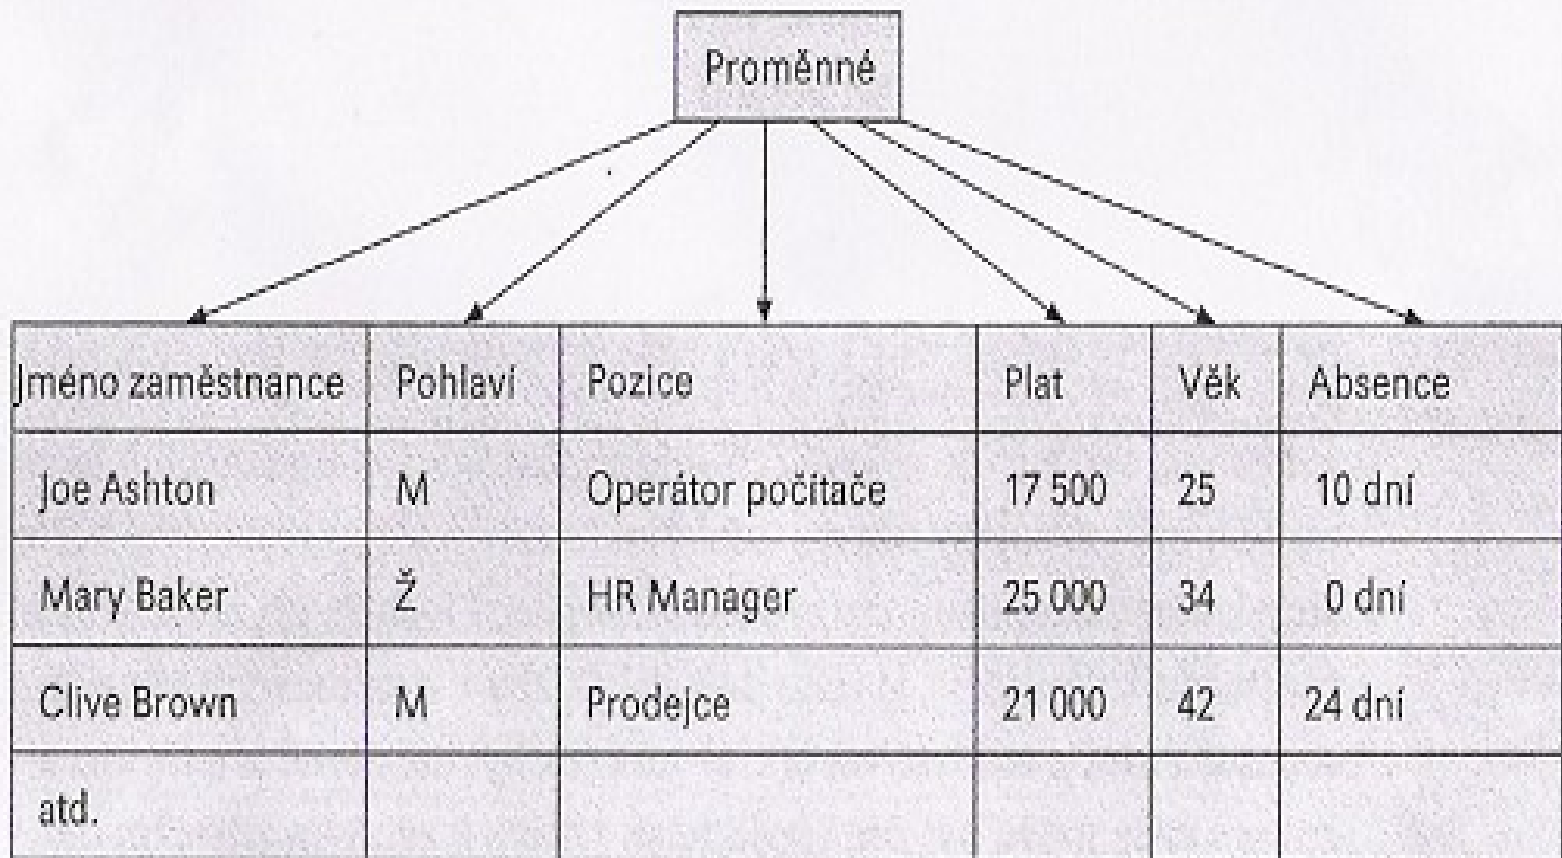 Proměnné
Jméno zaměstnance Pohlaví Pozice Plat Věk Absence
Joe Ashton M Operátor počítače 17 500 25 10 dní
Mary Baker Ž HR Manager 25 000 34 0 dní
Clive Brown M Prodejce 21 000 42 24 dní
atd.